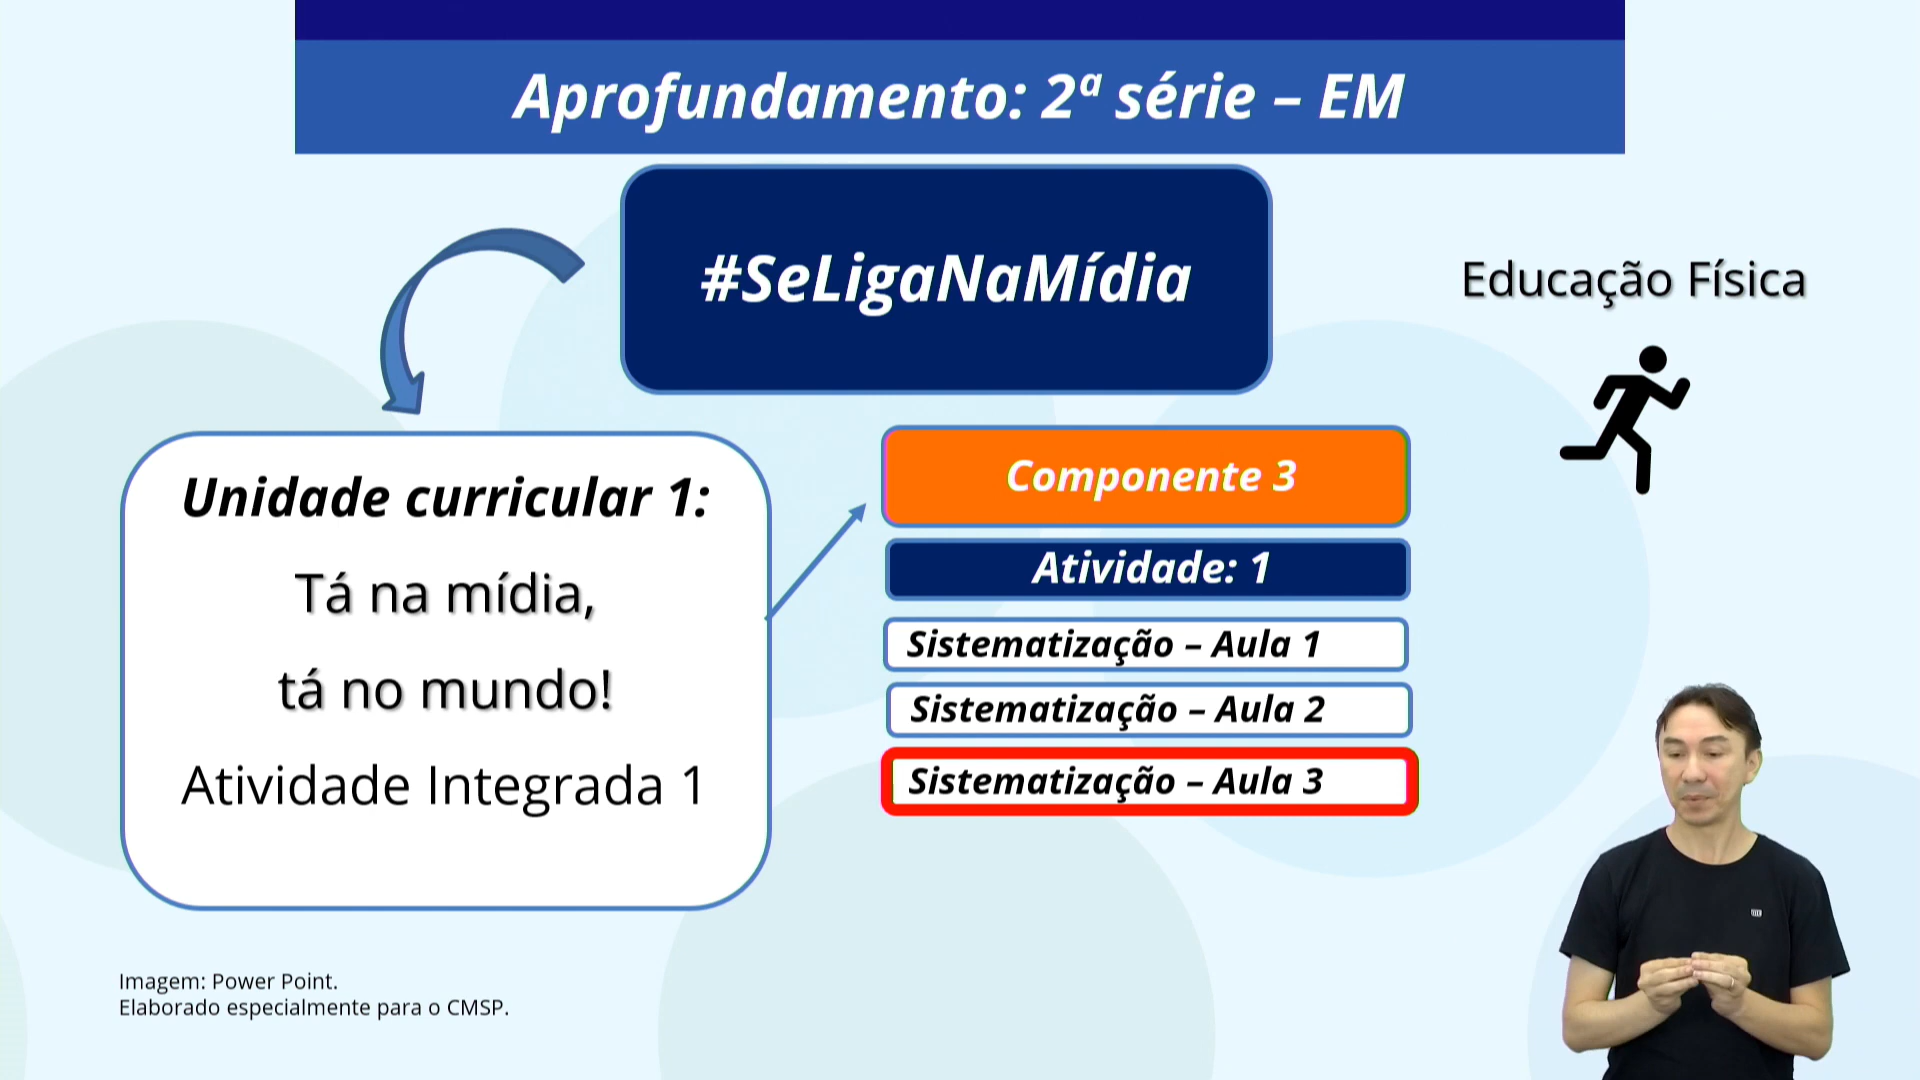 Aprofundamento: 2ª série – EM
#SeLigaNaMídia
Educação Física
Unidade curricular 1:
Tá na mídia,
tá no mundo!
Atividade Integrada 1
Componente 3
Atividade: 1
Sistematização – Aula 1
Sistematização – Aula 2
Sistematização – Aula 3
Imagem: Power Point.
Elaborado especialmente para o CMSP.